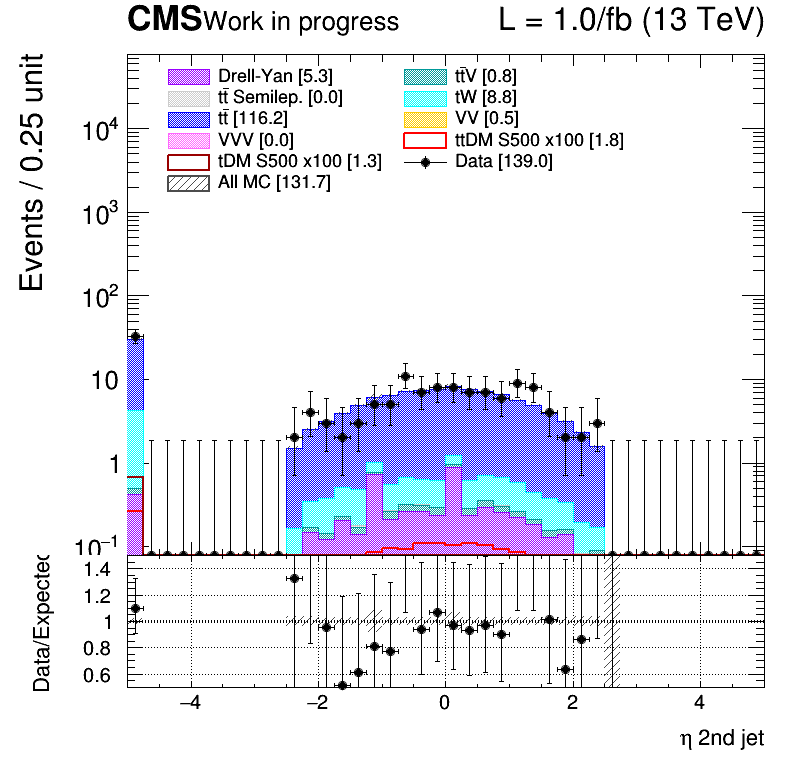 CMS Work in progress L = 1.0/fb (13 TeV)
Events / 0.25 unit
Drell-Yan [5.3] tt̄V [0.8]
tt̄ Semilep. [0.0] tW [8.8]
tt̄ [116.2] VV [0.5]
VVV [0.0] ttDM S500 x100 [1.8]
tDM S500 x100 [1.3] Data [139.0]
All MC [131.7]
10⁴
10³
10²
10
1
10⁻¹
Data/Expected
1.4
1.2
1
0.8
0.6
−4 −2 0 2 4
η 2nd jet